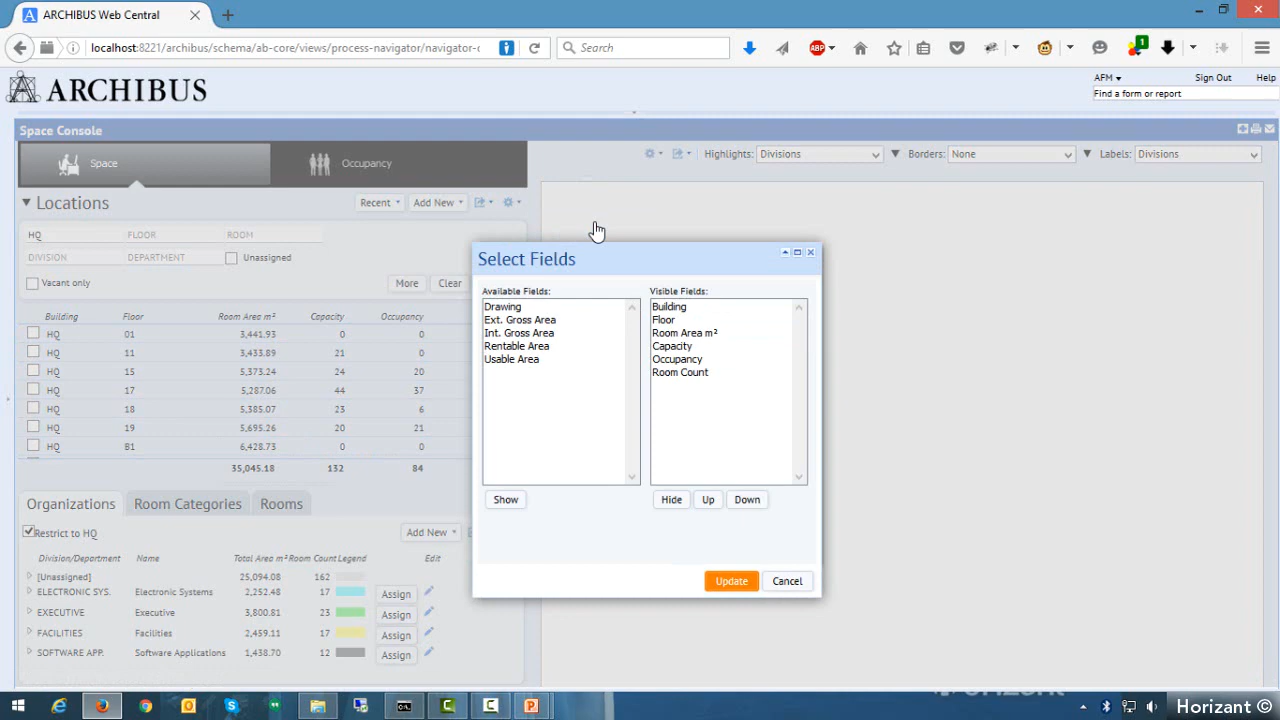 ARCHIBUS Web Central
localhost:8221/archibus/schema/ab-core/views/process-navigator/navigator-c
Search
ABP
1
ARCHIBUS
AFM
Sign Out
Help
Find a form or report
Space Console
Space
Occupancy
Highlights: Divisions
Borders: None
Labels: Divisions
Locations
Recent
Add New
HQ
FLOOR
ROOM
DIVISION
DEPARTMENT
Unassigned
Vacant only
More
Clear
Building Floor Room Area m² Capacity Occupancy
HQ 01 3,441.93 0 0
HQ 11 3,433.89 21 0
HQ 15 5,373.24 24 20
HQ 17 5,287.06 44 37
HQ 18 5,385.07 23 6
HQ 19 5,695.26 20 21
HQ B1 6,428.73 0 0
35,045.18 132 84
Organizations
Room Categories
Rooms
Restrict to HQ
Add New
Division/Department Name Total Area m² Room Count Legend Edit
[Unassigned] 25,094.08 162
ELECTRONIC SYS. Electronic Systems 2,252.48 17 Assign
EXECUTIVE Executive 3,800.81 23 Assign
FACILITIES Facilities 2,459.11 17 Assign
SOFTWARE APP. Software Applications 1,438.70 12 Assign
Select Fields
Available Fields:
Drawing
Ext. Gross Area
Int. Gross Area
Rentable Area
Usable Area
Show
Visible Fields:
Building
Floor
Room Area m²
Capacity
Occupancy
Room Count
Hide
Up
Down
Update
Cancel
Horizant ©